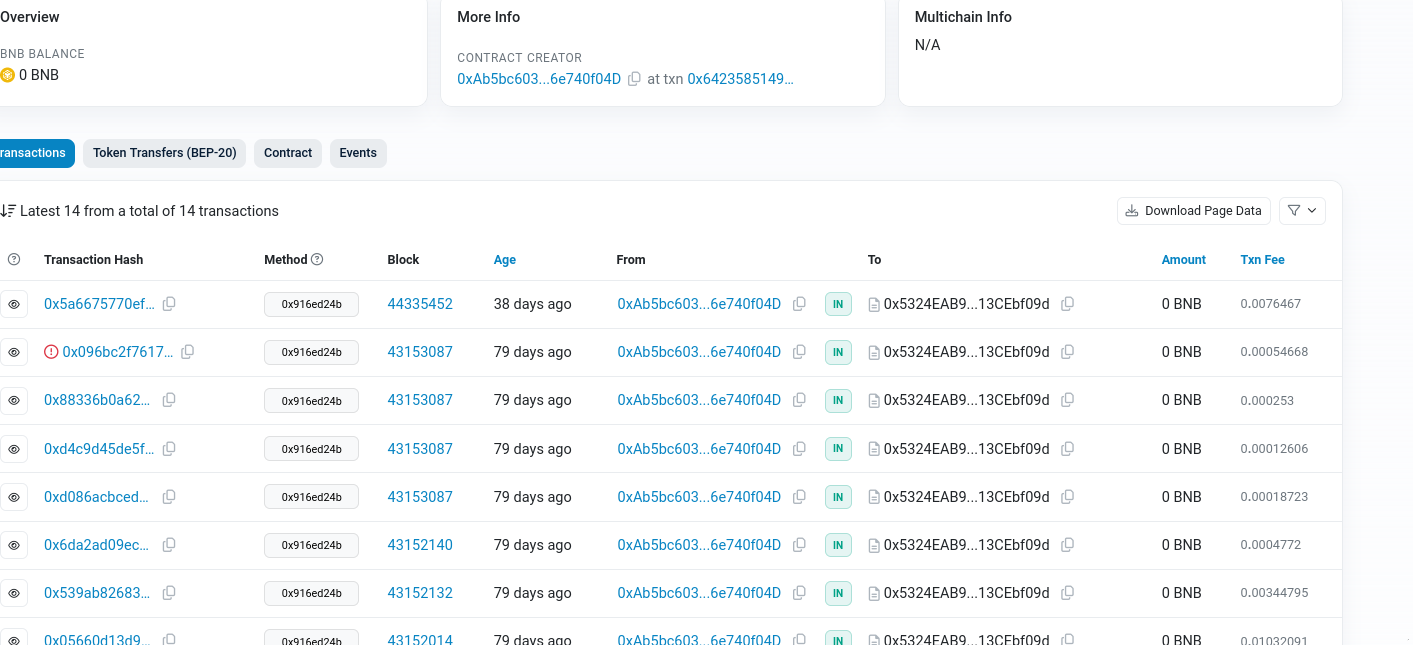 Overview
More Info
Multichain Info
BNB BALANCE
0 BNB
CONTRACT CREATOR
0xAb5bc603...6e740f04D at txn 0x6423585149...
N/A
ransactions Token Transfers (BEP-20) Contract Events
Latest 14 from a total of 14 transactions Download Page Data
Transaction Hash Method Block Age From To Amount Txn Fee
0x5a6675770ef... 0x916ed24b 44335452 38 days ago 0xAb5bc603...6e740f04D IN 0x5324EAB9...13CEbf09d 0 BNB 0.0076467
0x096bc2f7617... 0x916ed24b 43153087 79 days ago 0xAb5bc603...6e740f04D IN 0x5324EAB9...13CEbf09d 0 BNB 0.00054668
0x88336b0a62... 0x916ed24b 43153087 79 days ago 0xAb5bc603...6e740f04D IN 0x5324EAB9...13CEbf09d 0 BNB 0.000253
0xd4c9d45de5f... 0x916ed24b 43153087 79 days ago 0xAb5bc603...6e740f04D IN 0x5324EAB9...13CEbf09d 0 BNB 0.00012606
0xd086acbced... 0x916ed24b 43153087 79 days ago 0xAb5bc603...6e740f04D IN 0x5324EAB9...13CEbf09d 0 BNB 0.00018723
0x6da2ad09ec... 0x916ed24b 43152140 79 days ago 0xAb5bc603...6e740f04D IN 0x5324EAB9...13CEbf09d 0 BNB 0.0004772
0x539ab82683... 0x916ed24b 43152132 79 days ago 0xAb5bc603...6e740f04D IN 0x5324EAB9...13CEbf09d 0 BNB 0.00344795
0x05660d13d9... 0x916ed24b 43152014 79 days ago 0xAb5bc603...6e740f04D IN 0x5324EAB9...13CEbf09d 0 BNB 0.01032091